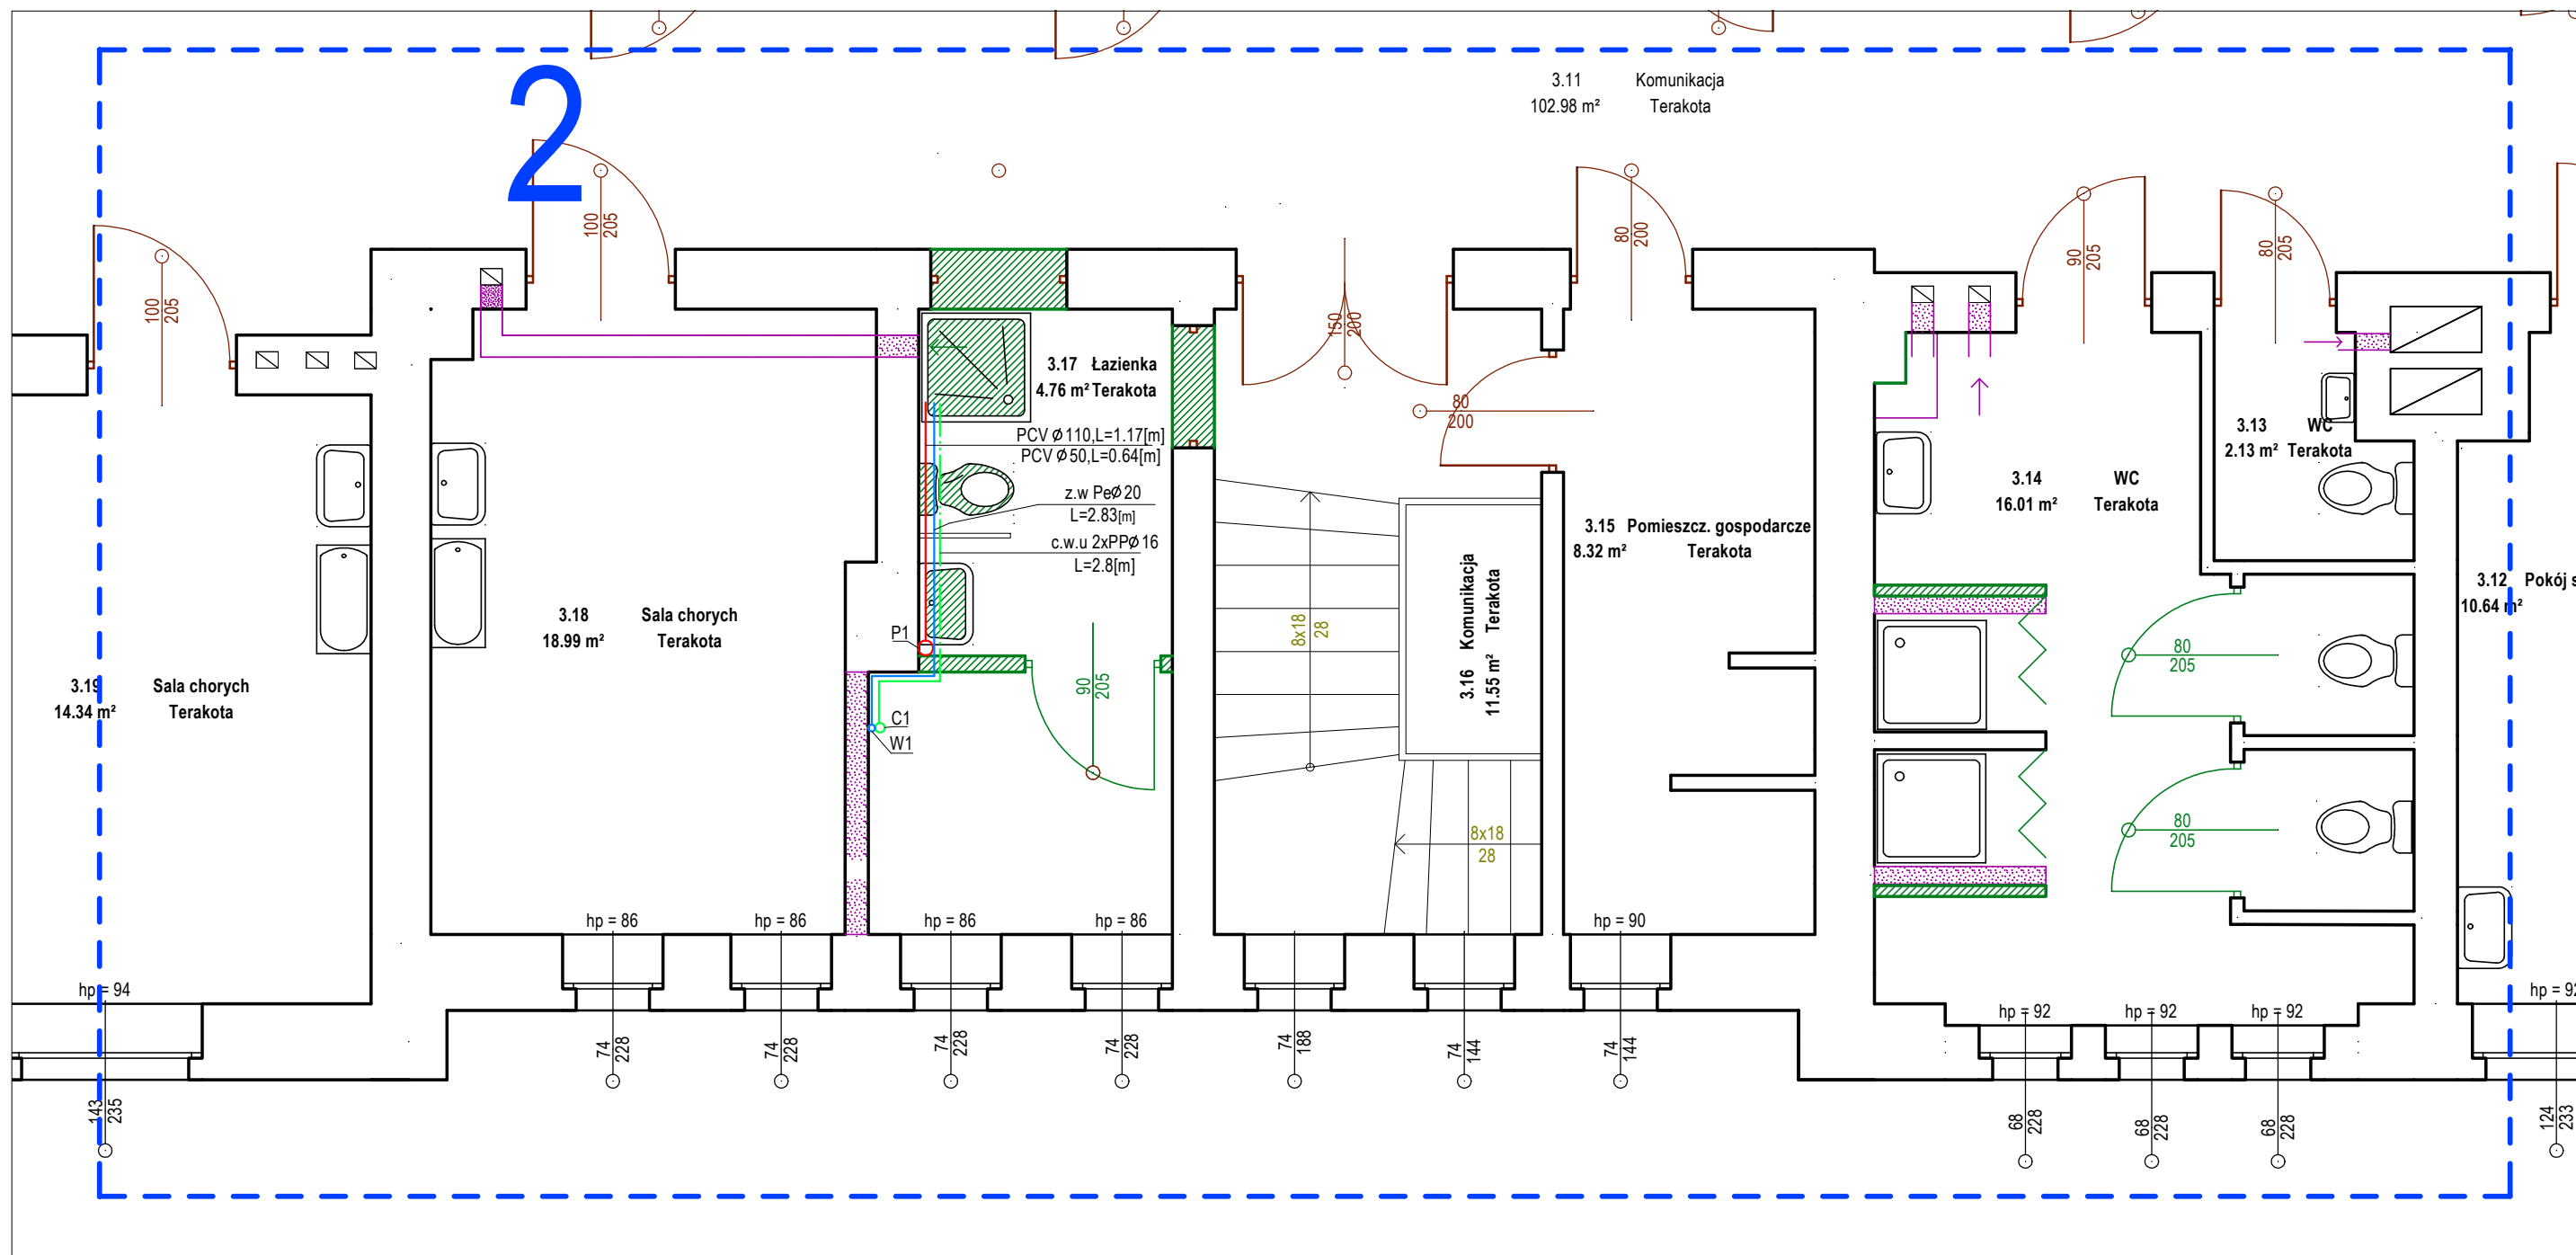 2
3.11 Komunikacja
102.98 m² Terakota
100
205
100
205
150
200
80
200
80
200
90
205
80
205
3.17 Łazienka
4.76 m² Terakota
PCV Ø 110,L=1.17[m]
PCV Ø 50,L=0.64[m]
z.w PeØ 20
L=2.83[m]
c.w.u 2xPPØ 16
L=2.8[m]
3.13 WC
2.13 m² Terakota
3.14 WC
16.01 m² Terakota
3.15 Pomieszcz. gospodarcze
8.32 m² Terakota
3.16 Komunikacja
11.55 m² Terakota
3.12 Pokój s
10.64 m²
3.18 Sala chorych
18.99 m² Terakota
3.19 Sala chorych
14.34 m² Terakota
P1
C1
W1
90
205
8x18
28
8x18
28
80
205
80
205
hp = 94
hp = 86
hp = 86
hp = 86
hp = 86
hp = 90
hp = 92
hp = 92
hp = 92
hp = 92
143
235
74
228
74
228
74
228
74
228
74
188
74
144
74
144
68
228
68
228
68
228
124
233